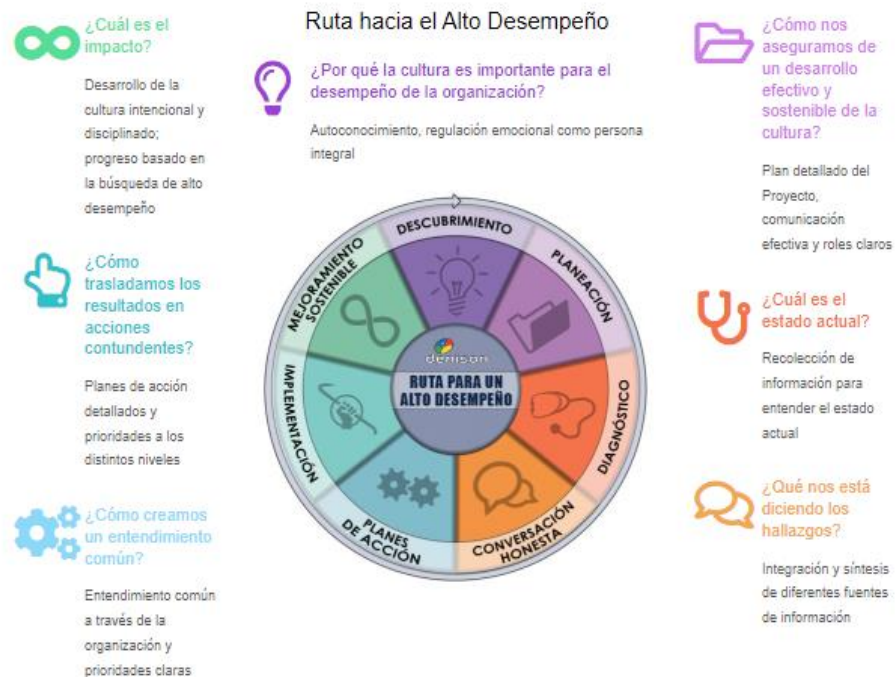 Ruta hacia el Alto Desempeño
¿Cuál es el
impacto?
Desarrollo de la
cultura intencional y
disciplinado;
progreso basado en
la búsqueda de alto
desempeño
¿Cómo
trasladamos los
resultados en
acciones
contundentes?
Planes de acción
detallados y
prioridades a los
distintos niveles
¿Cómo creamos
un entendimiento
común?
Entendimiento común
a través de la
organización y
prioridades claras
¿Por qué la cultura es importante para el
desempeño de la organización?
Autoconocimiento, regulación emocional como persona
integral
DESCUBRIMIENTO
PLANEACIÓN
DIAGNÓSTICO
CONVERSACIÓN
HONESTA
PLANES
DE ACCIÓN
IMPLEMENTACIÓN
MEJORAMIENTO
SOSTENIBLE
denison
RUTA PARA UN
ALTO DESEMPEÑO
¿Cómo nos
aseguramos de
un desarrollo
efectivo y
sostenible de la
cultura?
Plan detallado del
Proyecto,
comunicación
efectiva y roles claros
¿Cuál es el
estado actual?
Recolección de
información para
entender el estado
actual
¿Qué nos está
diciendo los
hallazgos?
Integración y síntesis
de diferentes fuentes
de información